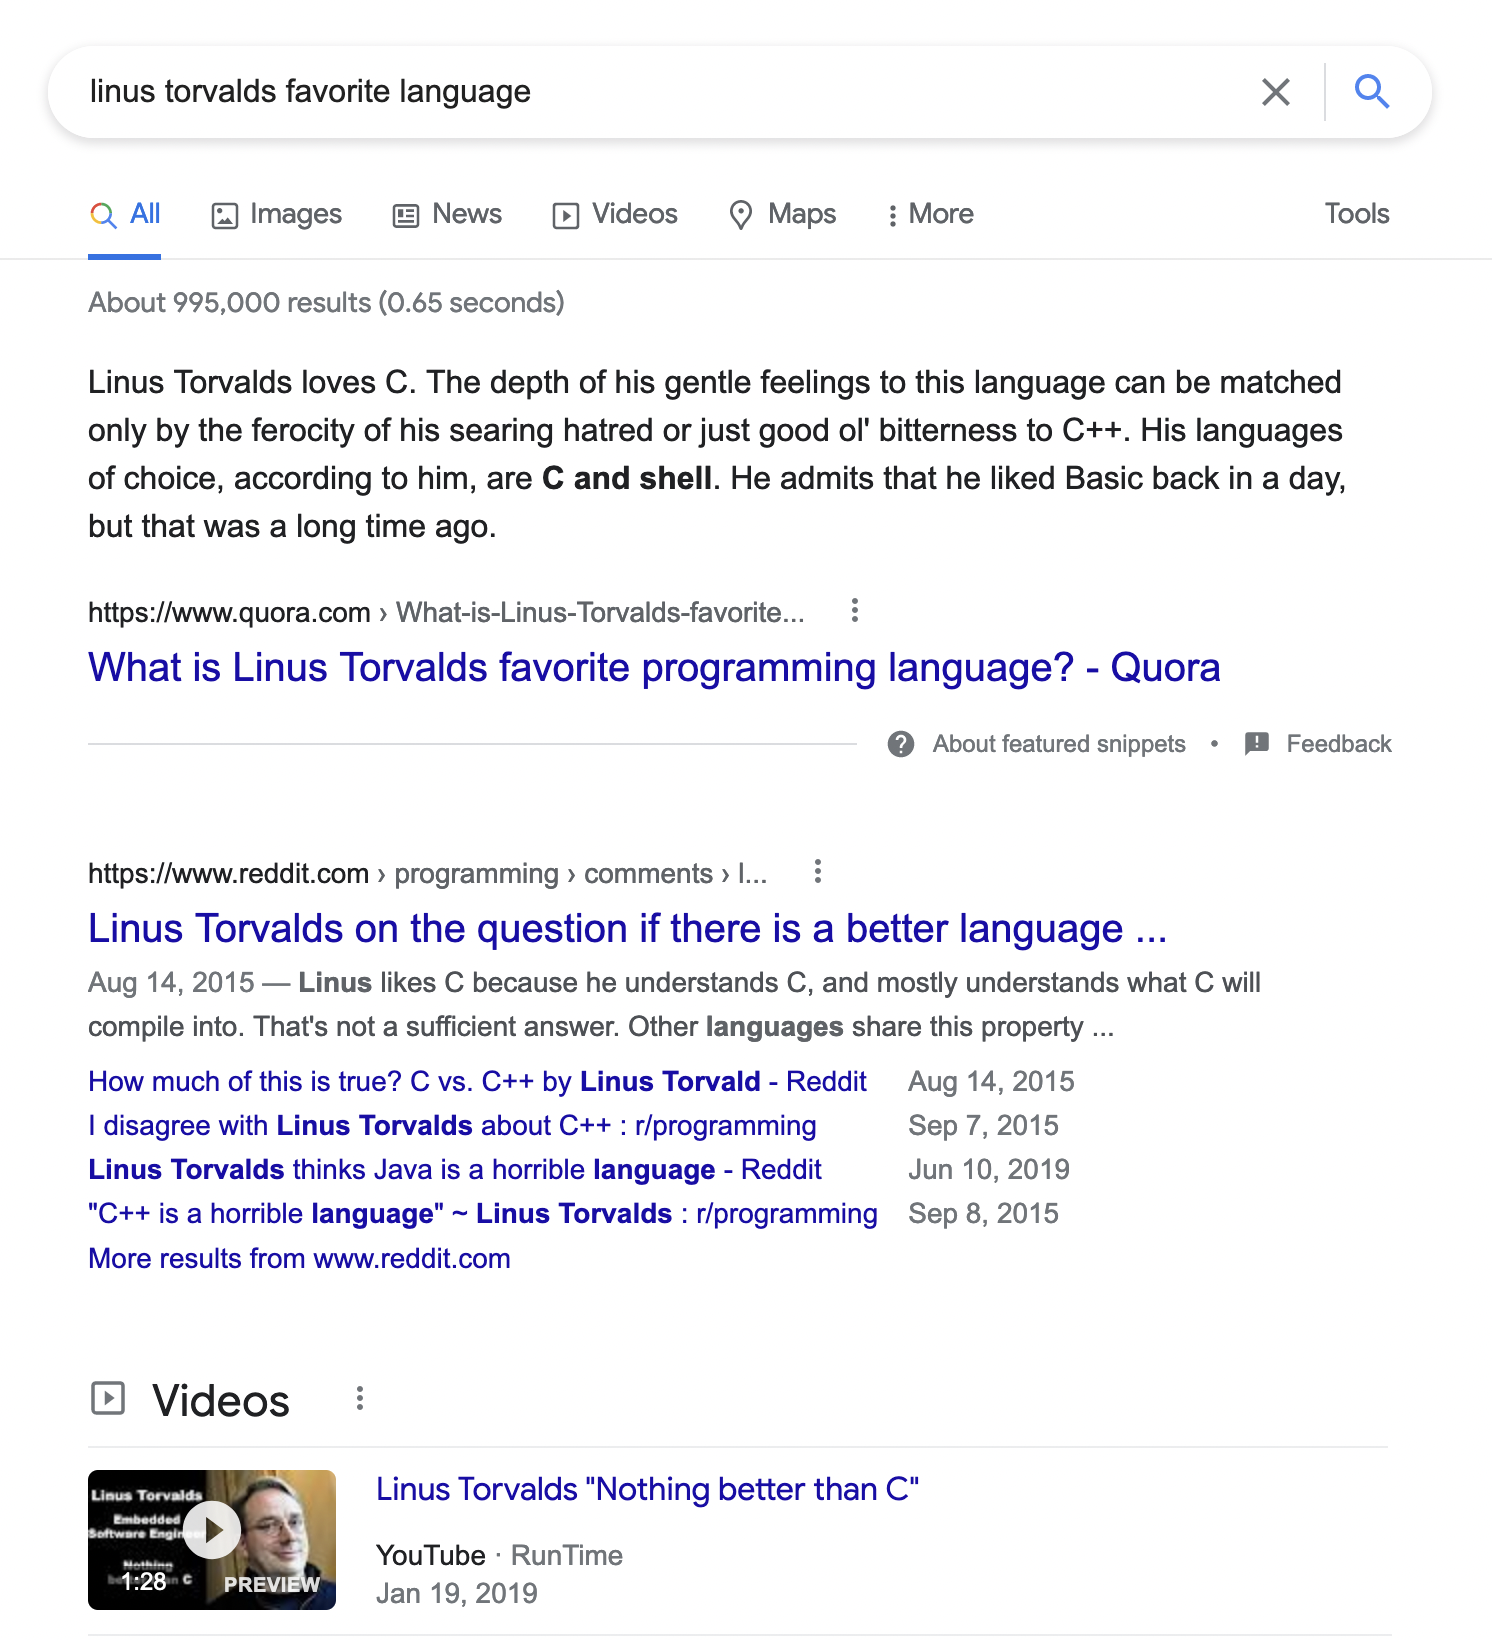 linus torvalds favorite language
All Images News Videos Maps More Tools
About 995,000 results (0.65 seconds)
Linus Torvalds loves C. The depth of his gentle feelings to this language can be matched
only by the ferocity of his searing hatred or just good ol' bitterness to C++. His languages
of choice, according to him, are C and shell. He admits that he liked Basic back in a day,
but that was a long time ago.
https://www.quora.com › What-is-Linus-Torvalds-favorite...
What is Linus Torvalds favorite programming language? - Quora
About featured snippets • Feedback
https://www.reddit.com › programming › comments › l...
Linus Torvalds on the question if there is a better language ...
Aug 14, 2015 — Linus likes C because he understands C, and mostly understands what C will
compile into. That's not a sufficient answer. Other languages share this property ...
How much of this is true? C vs. C++ by Linus Torvald - Reddit Aug 14, 2015
I disagree with Linus Torvalds about C++ : r/programming Sep 7, 2015
Linus Torvalds thinks Java is a horrible language - Reddit Jun 10, 2019
"C++ is a horrible language" ~ Linus Torvalds : r/programming Sep 8, 2015
More results from www.reddit.com
Videos
Linus Torvalds
Embedded
Software
Nothing
C
1:28
PREVIEW
Linus Torvalds "Nothing better than C"
YouTube · RunTime
Jan 19, 2019